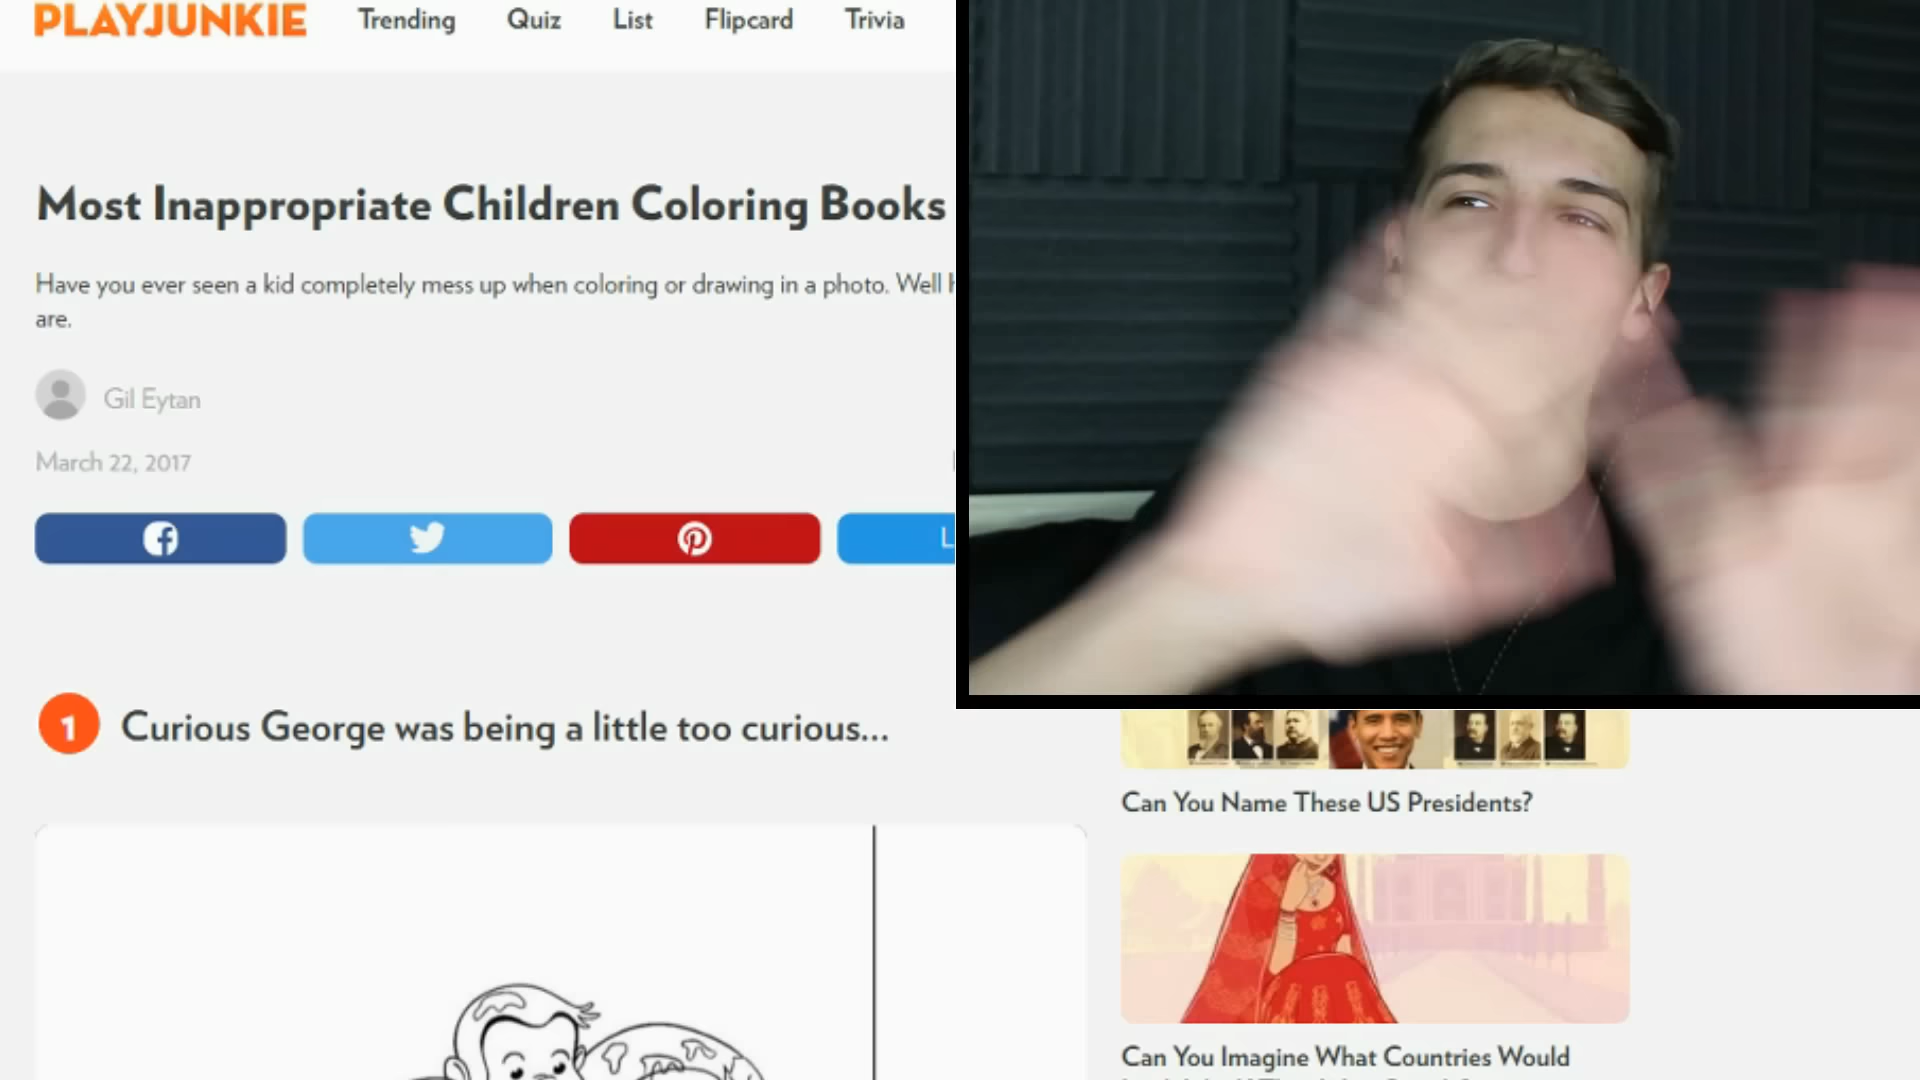 PLAYJUNKIE
Trending Quiz List Flipcard Trivia
Most Inappropriate Children Coloring Books
Have you ever seen a kid completely mess up when coloring or drawing in a photo. Well
are.
Gil Eytan
March 22, 2017
1 Curious George was being a little too curious...
Can You Name These US Presidents?
Can You Imagine What Countries Would